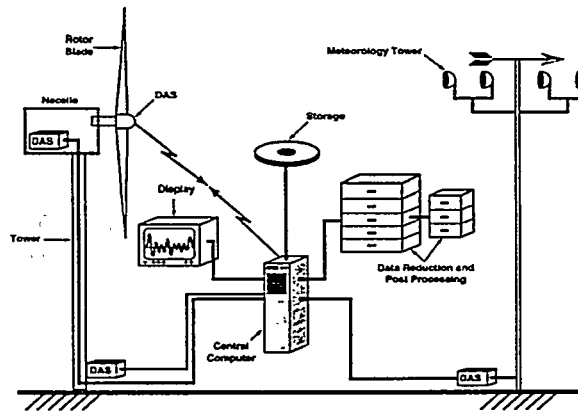 Rotor
Blade
Meteorology Tower
Nacelle
DAS
Storage
DAS
Display
Tower
Data Reduction and
Post Processing
Central
Computer
DAS
DAS